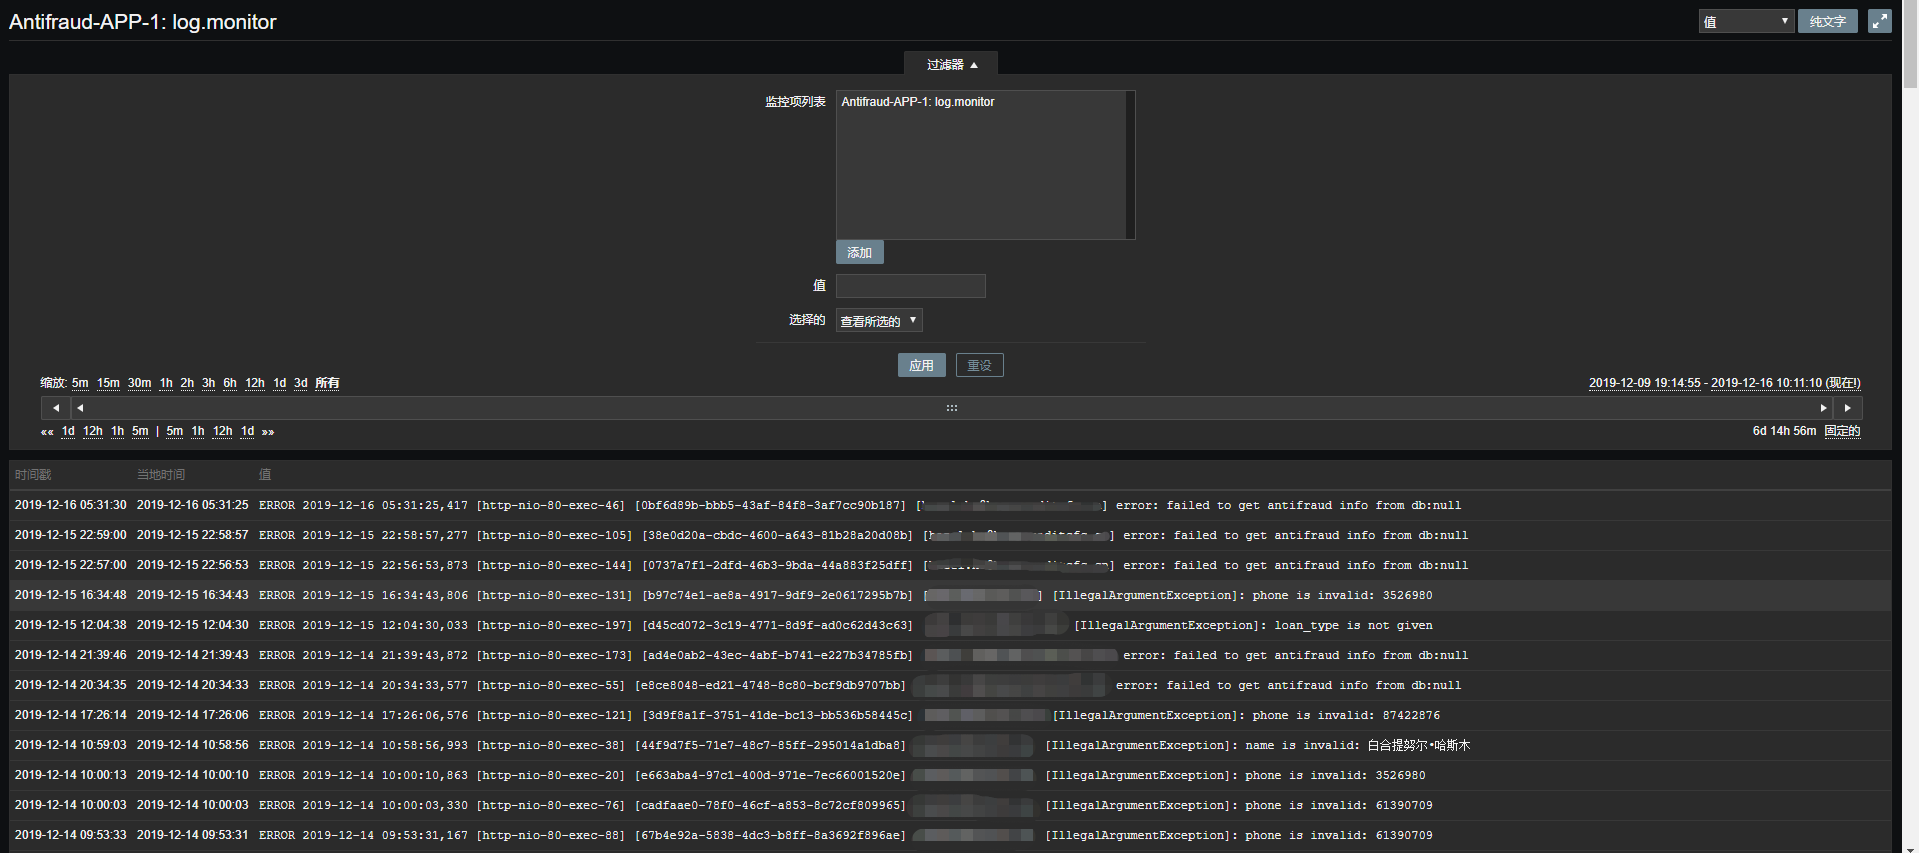 Antifraud-APP-1: log.monitor
值 纯文字
过滤器
监控项列表 Antifraud-APP-1: log.monitor
添加
值
选择的 查看所选的
应用 重设
缩放: 5m 15m 30m 1h 2h 3h 6h 12h 1d 3d 所有 2019-12-09 19:14:55 - 2019-12-16 10:11:10 (现在!)
«« 1d 12h 1h 5m | 5m 1h 12h 1d »» 6d 14h 56m 固定的
时间戳 当地时间 值
2019-12-16 05:31:30 2019-12-16 05:31:25 ERROR 2019-12-16 05:31:25,417 [http-nio-80-exec-46] [0bf6d89b-bbb5-43af-84f8-3af7cc90b187] [ ] error: failed to get antifraud info from db:null
2019-12-15 22:59:00 2019-12-15 22:58:57 ERROR 2019-12-15 22:58:57,277 [http-nio-80-exec-105] [38e0d20a-cbdc-4600-a643-81b28a20d08b] [ ] error: failed to get antifraud info from db:null
2019-12-15 22:57:00 2019-12-15 22:56:53 ERROR 2019-12-15 22:56:53,873 [http-nio-80-exec-144] [0737a7f1-2dfd-46b3-9bda-44a883f25dff] [ ] error: failed to get antifraud info from db:null
2019-12-15 16:34:48 2019-12-15 16:34:43 ERROR 2019-12-15 16:34:43,806 [http-nio-80-exec-131] [b97c74e1-ae8a-4917-9df9-2e0617295b7b] [ ] [IllegalArgumentException]: phone is invalid: 3526980
2019-12-15 12:04:38 2019-12-15 12:04:30 ERROR 2019-12-15 12:04:30,033 [http-nio-80-exec-197] [d45cd072-3c19-4771-8d9f-ad0c62d43c63] [IllegalArgumentException]: loan_type is not given
2019-12-14 21:39:46 2019-12-14 21:39:43 ERROR 2019-12-14 21:39:43,872 [http-nio-80-exec-173] [ad4e0ab2-43ec-4abf-b741-e227b34785fb] error: failed to get antifraud info from db:null
2019-12-14 20:34:35 2019-12-14 20:34:33 ERROR 2019-12-14 20:34:33,577 [http-nio-80-exec-55] [e8ce8048-ed21-4748-8c80-bcf9db9707bb] error: failed to get antifraud info from db:null
2019-12-14 17:26:14 2019-12-14 17:26:06 ERROR 2019-12-14 17:26:06,576 [http-nio-80-exec-121] [3d9f8a1f-3751-41de-bc13-bb536b58445c] [IllegalArgumentException]: phone is invalid: 87422876
2019-12-14 10:59:03 2019-12-14 10:58:56 ERROR 2019-12-14 10:58:56,993 [http-nio-80-exec-38] [44f9d7f5-71e7-48c7-85ff-295014a1dba8] [IllegalArgumentException]: name is invalid: 白合提努尔•哈斯木
2019-12-14 10:00:13 2019-12-14 10:00:10 ERROR 2019-12-14 10:00:10,863 [http-nio-80-exec-20] [e663aba4-97c1-400d-971e-7ec66001520e] [IllegalArgumentException]: phone is invalid: 3526980
2019-12-14 10:00:03 2019-12-14 10:00:03 ERROR 2019-12-14 10:00:03,330 [http-nio-80-exec-76] [cadfaae0-78f0-46cf-a853-8c72cf809965] [IllegalArgumentException]: phone is invalid: 61390709
2019-12-14 09:53:33 2019-12-14 09:53:31 ERROR 2019-12-14 09:53:31,167 [http-nio-80-exec-88] [67b4e92a-5838-4dc3-b8ff-8a3692f896ae] [IllegalArgumentException]: phone is invalid: 61390709